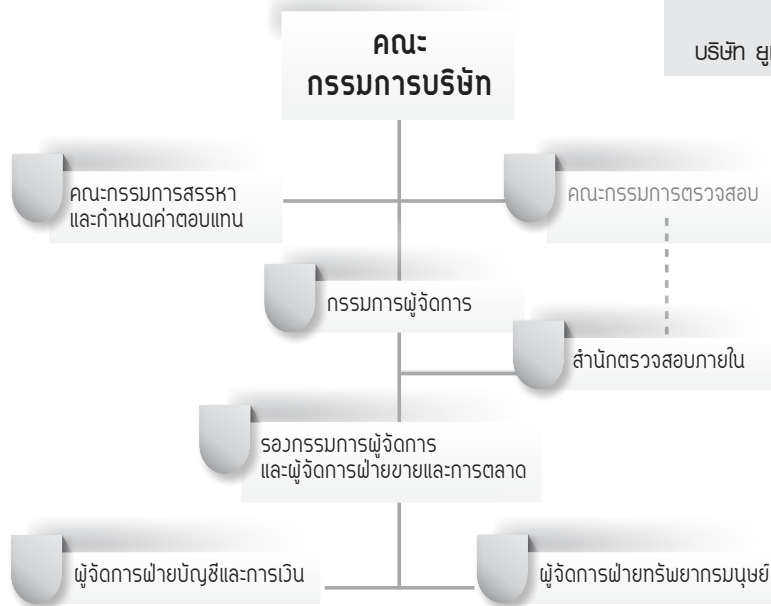 คณะ
กรรมการบริษัท
บริษัท
คณะกรรมการสรรหา
และกำหนดค่าตอบแทน
คณะกรรมการตรวจสอบ
กรรมการผู้จัดการ
สำนักตรวจสอบภายใน
รองกรรมการผู้จัดการ
และผู้จัดการฝ่ายขายและการตลาด
ผู้จัดการฝ่ายบัญชีและการเงิน
ผู้จัดการฝ่ายทรัพยากรมนุษย์